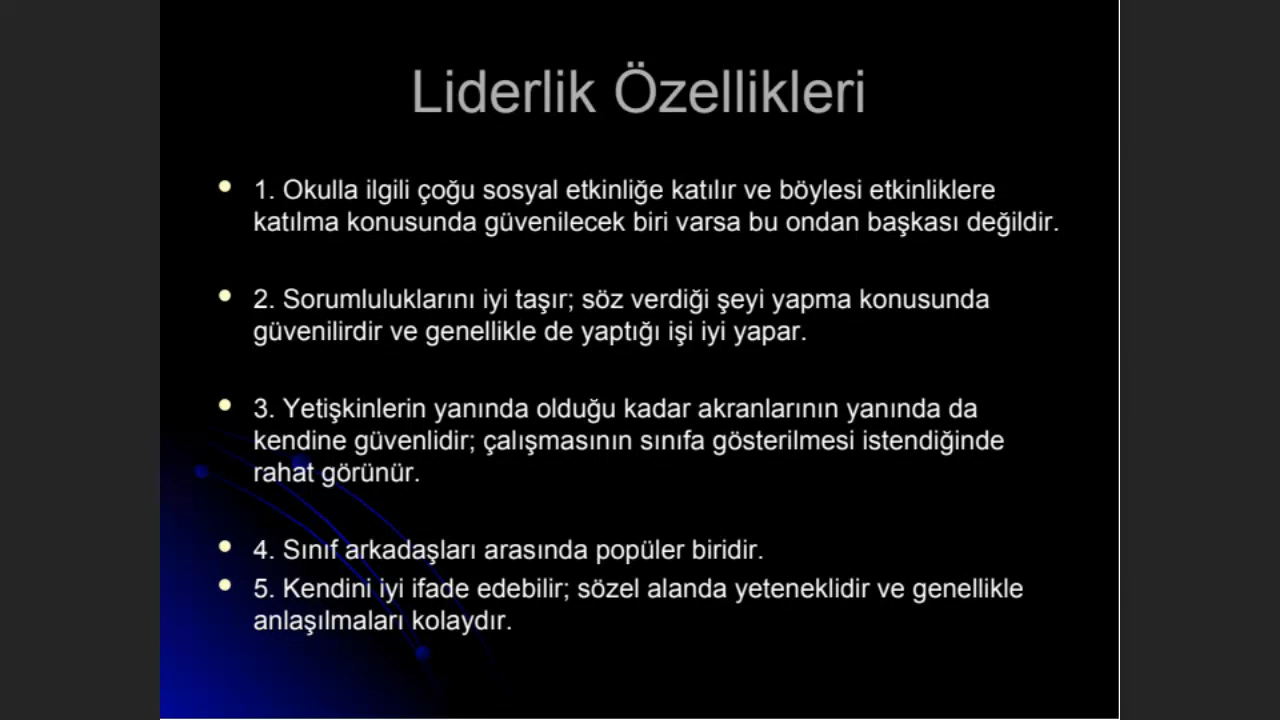 Liderlik Özellikleri
1. Okulla ilgili çoğu sosyal etkinliğe katılır ve böylesi etkinliklere
katılma konusunda güvenilecek biri varsa bu ondan başkası değildir.
2. Sorumluluklarını iyi taşır; söz verdiği şeyi yapma konusunda
güvenilirdir ve genellikle de yaptığı işi iyi yapar.
3. Yetişkinlerin yanında olduğu kadar akranlarının yanında da
kendine güvenlidir; çalışmasının sınıfa gösterilmesi istendiğinde
rahat görünür.
4. Sınıf arkadaşları arasında popüler biridir.
5. Kendini iyi ifade edebilir; sözel alanda yeteneklidir ve genellikle
anlaşılmaları kolaydır.